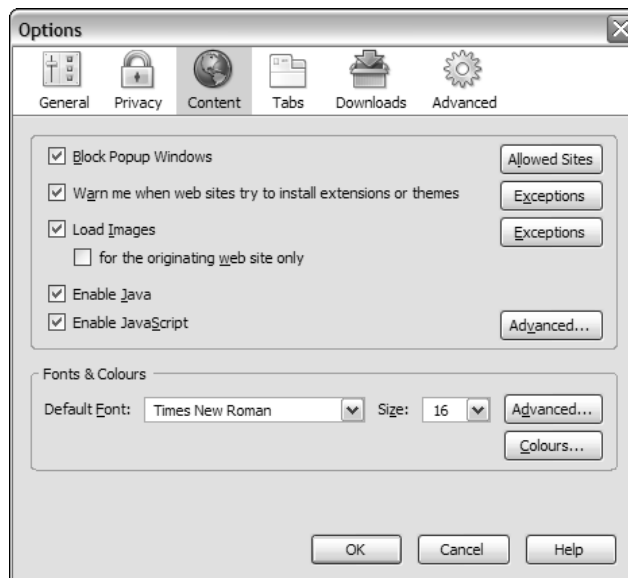 Options
General Privacy Content Tabs Downloads Advanced
Block Popup Windows Allowed Sites
Warn me when web sites try to install extensions or themes Exceptions
Load Images Exceptions
for the originating web site only
Enable Java
Enable JavaScript Advanced...
Fonts & Colours
Default Font: Times New Roman Size: 16 Advanced...
Colours...
OK Cancel Help